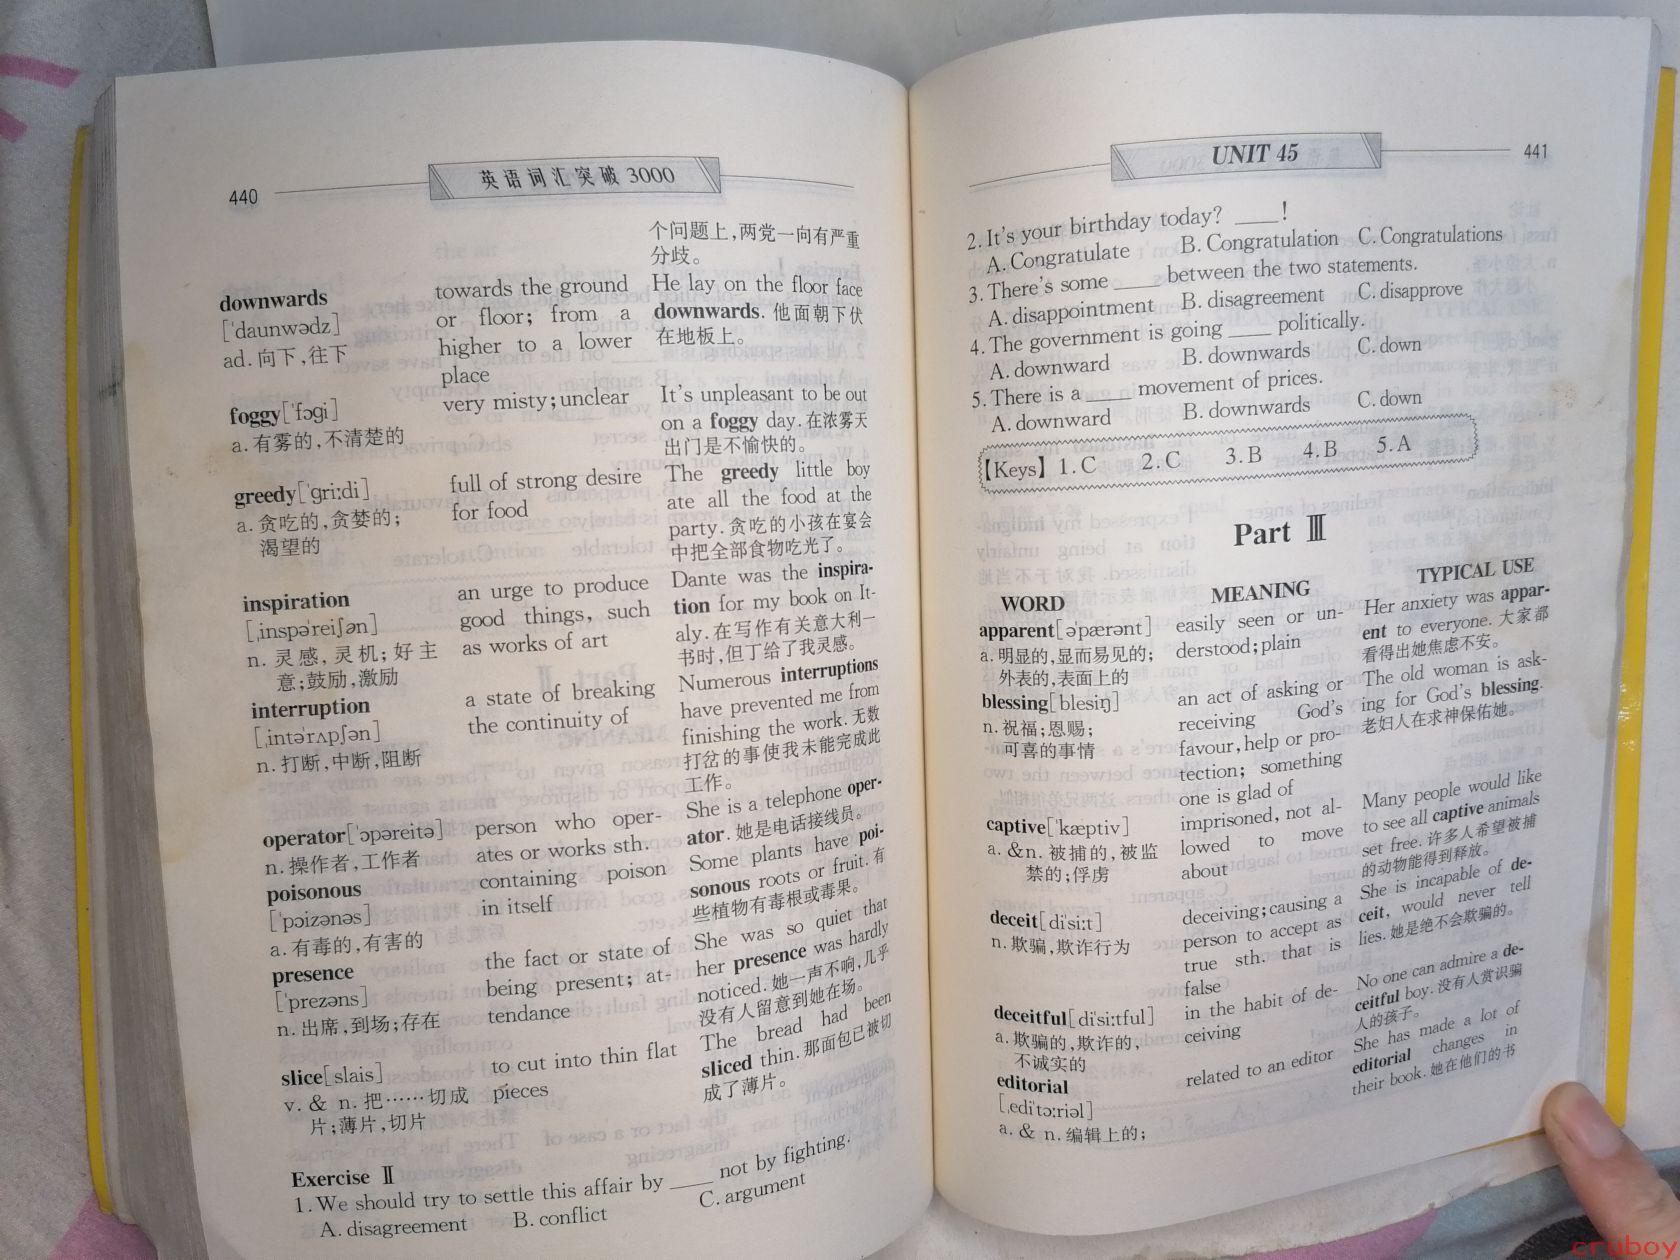 440
英语词汇突破 3000
个问题上,两党一向有严重
分歧。
downwards
[ˈdaunwədz]
ad.向下,往下
towards the ground
or floor; from a
higher to a lower
place
He lay on the floor face
downwards. 他面朝下伏
在地板上。
foggy[ˈfɔgi]
a.有雾的,不清楚的
very misty;unclear
It's unpleasant to be out
on a foggy day.在浓雾天
出门是不愉快的。
greedy[ˈgri:di]
a.贪吃的,贪婪的;
渴望的
full of strong desire
for food
The greedy little boy
ate all the food at the
party. 贪吃的小孩在宴会
中把全部食物吃光了。
inspiration
[ˌinspəˈreiʃən]
n. 灵感, 灵机; 好主
意;鼓励,激励
an urge to produce
good things, such
as works of art
Dante was the inspira-
tion for my book on It-
aly.在写作有关意大利一
书时,但丁给了我灵感。
interruption
[ˌintəˈrʌpʃən]
n.打断,中断,阻断
a state of breaking
the continuity of
Numerous interruptions
have prevented me from
finishing the work.无数
打岔的事使我未能完成此
工作。
operator[ˈɔpəreitə]
n.操作者,工作者
person who oper-
ates or works sth.
She is a telephone oper-
ator. 她是电话接线员。
poisonous
[ˈpɔizənəs]
a.有毒的,有害的
containing poison
in itself
Some plants have poi-
sonous roots or fruit.有
些植物有毒根或毒果。
presence
[ˈprezəns]
n.出席,到场;存在
the fact or state of
being present; at-
tendance
She was so quiet that
her presence was hardly
noticed.她一声不响,几乎
没有人留意到她在场。
slice[slais]
v. & n. 把……切成
片;薄片,切片
to cut into thin flat
pieces
The bread had been
sliced thin.那面包已被切
成了薄片。
Exercise Ⅱ
1.We should try to settle this affair by ____ not by fighting.
A.disagreement B.conflict C.argument
UNIT 45
441
2.It's your birthday today? ____!
A.Congratulate B.Congratulation C.Congratulations
3.There's some ____ between the two statements.
A.disappointment B.disagreement C.disapprove
4.The government is going ____ politically.
A.downward B.downwards C.down
5.There is a ____ movement of prices.
A.downward B.downwards C.down
【Keys】1.C 2.C 3.B 4.B 5.A
Part Ⅲ
WORD MEANING TYPICAL USE
apparent[əˈpærənt]
a.明显的,显而易见的;
外表的,表面上的
easily seen or un-
derstood;plain
Her anxiety was appar-
ent to everyone.大家都
看得出她焦虑不安。
blessing[ˈblesiŋ]
n.祝福;恩赐;
可喜的事情
an act of asking or
receiving God's
favour,help or pro-
tection; something
one is glad of
The old woman is ask-
ing for God's blessing.
老妇人在求神保佑她。
captive[ˈkæptiv]
a. &n. 被捕的, 被监
禁的;俘虏
imprisoned, not al-
lowed to move
about
Many people would like
to see all captive animals
set free.许多人希望被捕
的动物能得到释放。
deceit[diˈsi:t]
n.欺骗,欺诈行为
deceiving;causing a
person to accept as
true sth. that is
false
She is incapable of de-
ceit, would never tell
lies.她是绝不会欺骗的。
deceitful[diˈsi:tful]
a.欺骗的,欺诈的,
不诚实的
in the habit of de-
ceiving
No one can admire a de-
ceitful boy.没有人赏识骗
人的孩子。
editorial
[ˌediˈtɔ:riəl]
a. & n.编辑上的;
related to an editor
She has made a lot of
editorial changes in
their book.她在他们的书
cruboy